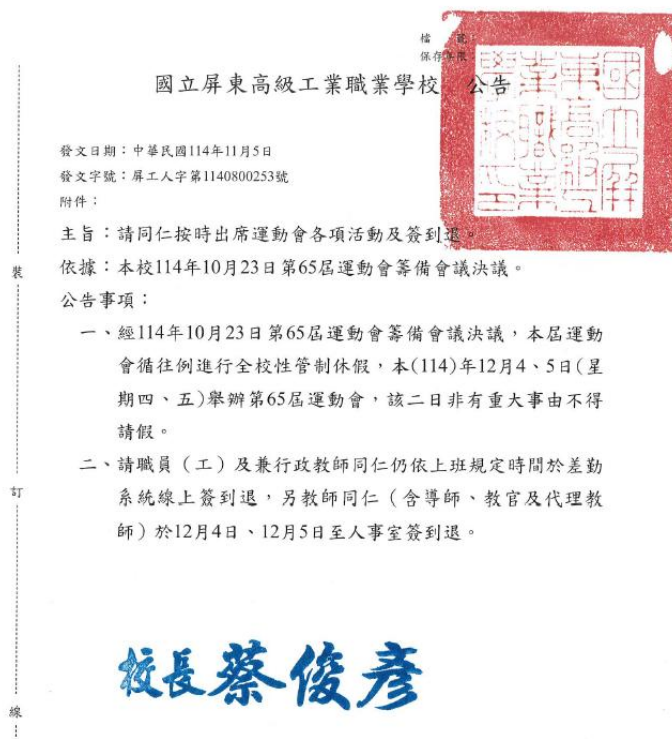 檔　號
保存年限
國立屏東高級工業職業學校　公告
發文日期：中華民國114年11月5日
發文字號：屏工人字第1140800253號
附件：
主旨：請同仁按時出席運動會各項活動及簽到退。
依據：本校114年10月23日第65屆運動會籌備會議決議。
公告事項：
一、經114年10月23日第65屆運動會籌備會議決議，本屆運動
會循往例進行全校性管制休假，本(114)年12月4、5日(星
期四、五)舉辦第65屆運動會，該二日非有重大事由不得
請假。
二、請職員（工）及兼行政教師同仁仍依上班規定時間於差勤
系統線上簽到退，另教師同仁（含導師、教官及代理教
師）於12月4日、12月5日至人事室簽到退。
校長蔡俊彥
裝
訂
線
國立屏
東高級工
業職業
學校印